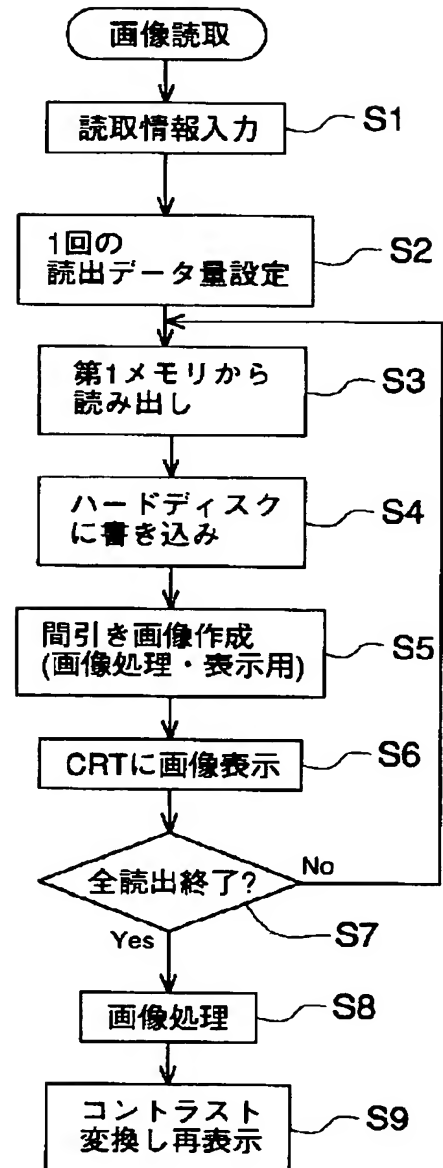 画像読取
読取情報入力
S1
1回の
読出データ量設定
S2
第1メモリから
読み出し
S3
ハードディスク
に書き込み
S4
間引き画像作成
(画像処理・表示用)
S5
CRTに画像表示
S6
全読出終了?
No
S7
Yes
画像処理
S8
コントラスト
変換し再表示
S9